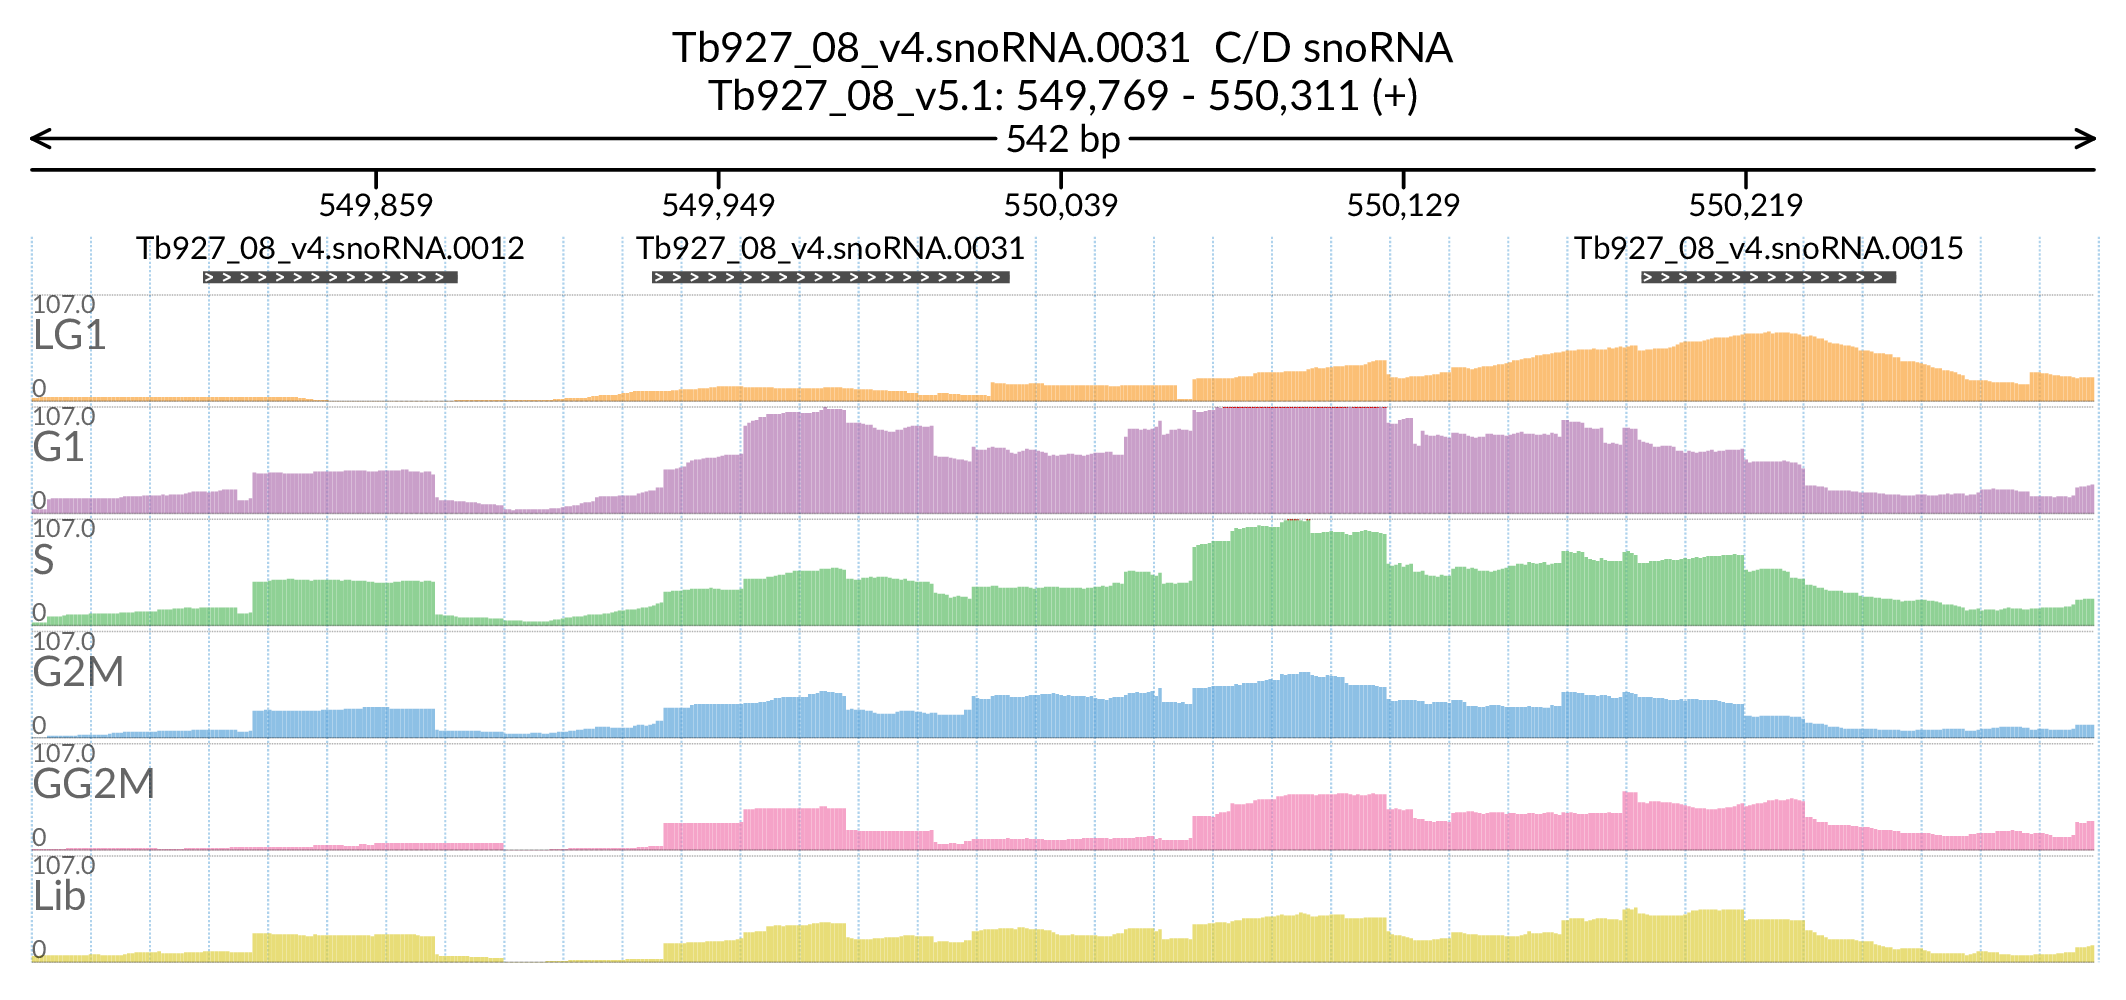 Tb927_08_v4.snoRNA.0031 C/D snoRNA
Tb927_08_v5.1: 549,769 - 550,311 (+)
542 bp
549,859 549,949 550,039 550,129 550,219
Tb927_08_v4.snoRNA.0012 Tb927_08_v4.snoRNA.0031 Tb927_08_v4.snoRNA.0015
107.0
LG1
0
107.0
G1
0
107.0
S
0
107.0
G2M
0
107.0
GG2M
0
107.0
Lib
0